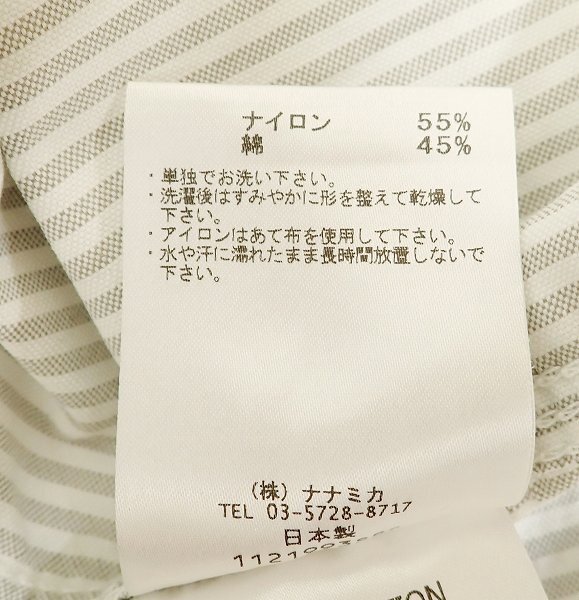 ナイロン 55%
綿 45%
・単独でお洗い下さい。
・洗濯後はすみやかに形を整えて乾燥して
下さい。
・アイロンはあて布を使用して下さい。
・水や汗に濡れたまま長時間放置しないで
下さい。
(株) ナナミカ
TEL 03-5728-8717
日本製